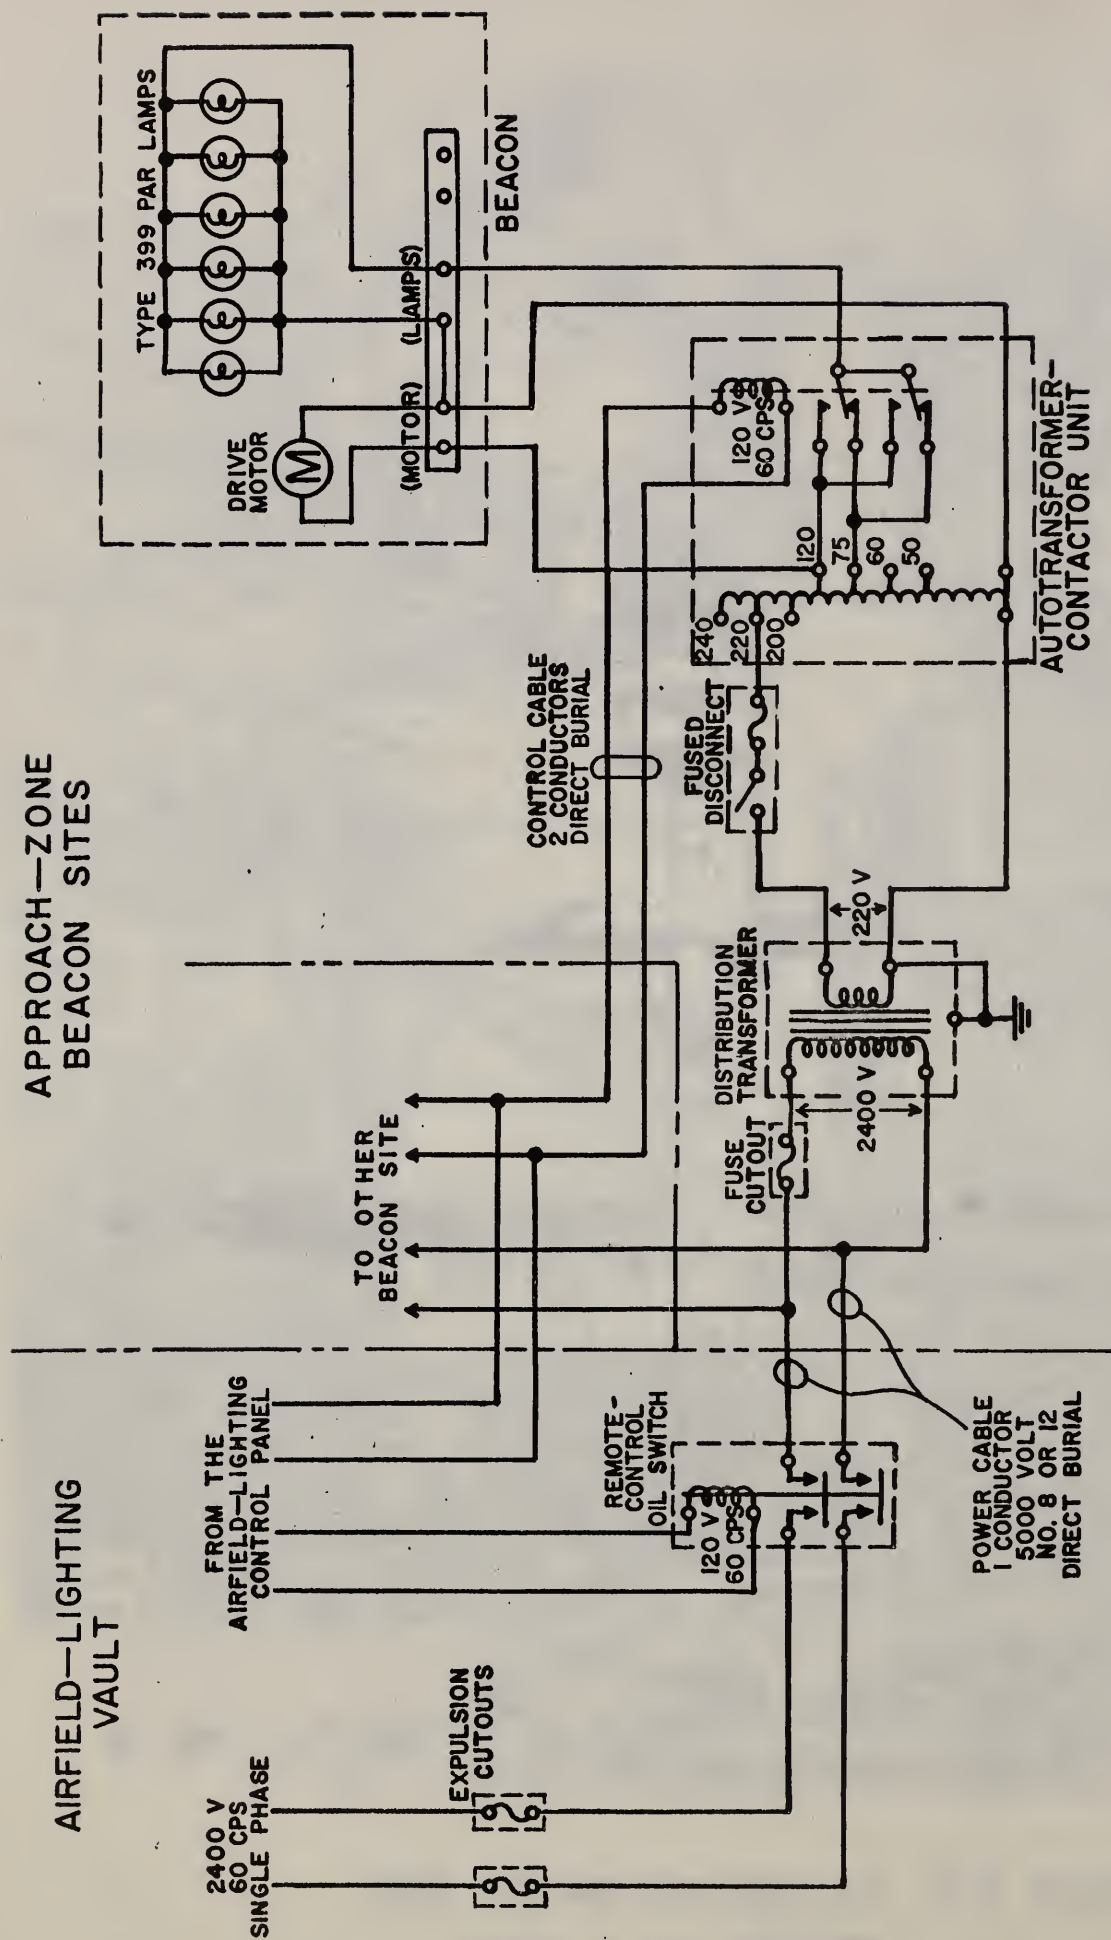 AIRFIELD—LIGHTING
VAULT
APPROACH—ZONE
BEACON SITES
2400 V
60 CPS
SINGLE PHASE
EXPULSION
CUTOUTS
FROM THE
AIRFIELD—LIGHTING
CONTROL PANEL
REMOTE-
CONTROL
OIL SWITCH
120 V
60 CPS
POWER CABLE
1 CONDUCTOR
5000 VOLT
NO. 8 OR 12
DIRECT BURIAL
TO OTHER
BEACON SITE
FUSE
CUTOUT
2400 V
DISTRIBUTION
TRANSFORMER
220 V
CONTROL CABLE
2 CONDUCTORS
DIRECT BURIAL
FUSED
DISCONNECT
240
220
200
120
75
60
50
120 V
60 CPS
AUTOTRANSFORMER-
CONTACTOR UNIT
DRIVE
MOTOR
M
TYPE 399 PAR LAMPS
(MOTOR)
(LAMPS)
BEACON